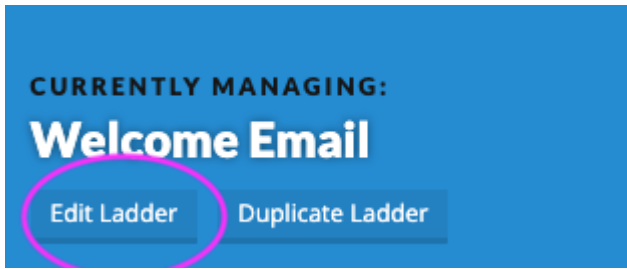 CURRENTLY MANAGING:
Welcome Email
Edit Ladder Duplicate Ladder